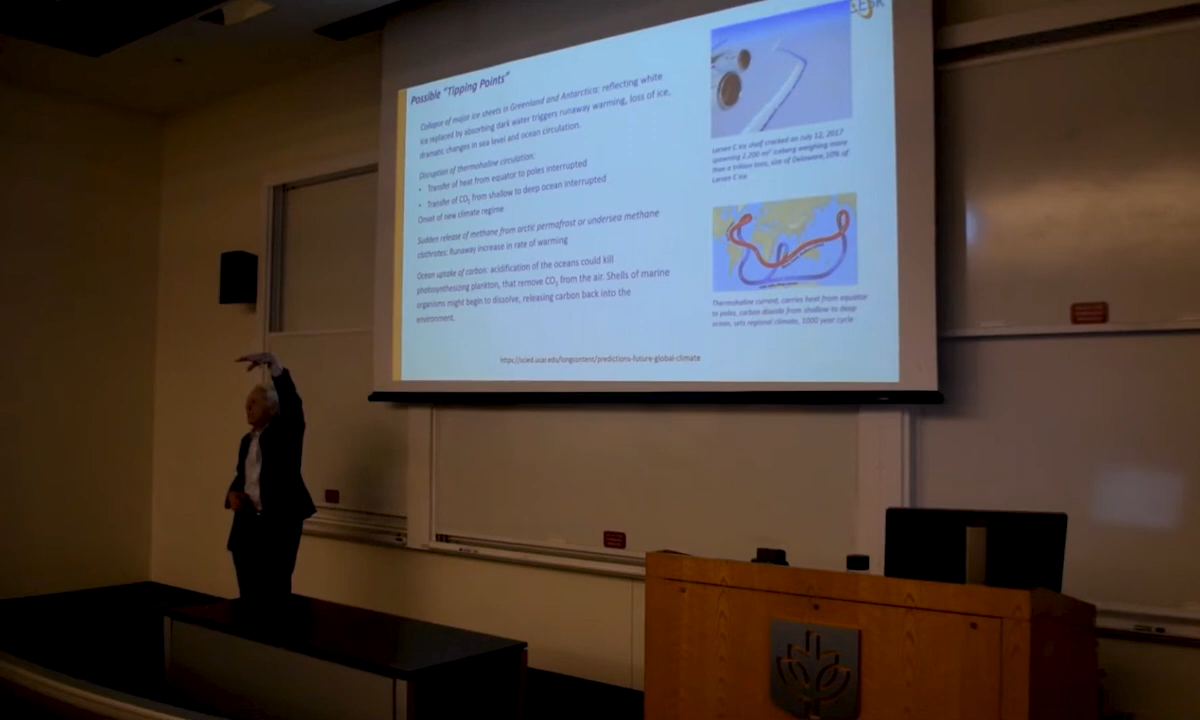 Possible "Tipping Points"
Collapse of major ice sheets in Greenland and Antarctica: reflecting white
ice replaced by absorbing dark water triggers runaway warming, loss of ice,
dramatic changes in sea level and ocean circulation.
Disruption of thermohaline circulation:
• Transfer of heat from equator to poles interrupted
• Transfer of CO₂ from shallow to deep ocean interrupted
Onset of new climate regime
Sudden release of methane from arctic permafrost or undersea methane
clathrates: Runaway increase in rate of warming
Ocean uptake of carbon: acidification of the oceans could kill
photosynthesizing plankton, that remove CO₂ from the air. Shells of marine
organisms might begin to dissolve, releasing carbon back into the
environment.
https://scied.ucar.edu/longcontent/predictions-future-global-climate
Larsen C ice shelf cracked on July 12, 2017
spawning 2,200 mi² iceberg weighing more
than a trillion tons, size of Delaware, 10% of
Larsen C ice
Thermohaline current, carries heat from equator
to poles, carbon dioxide from shallow to deep
ocean, sets regional climate, 1000 year cycle